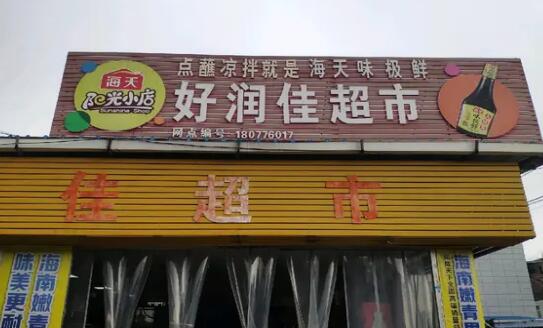 点蘸凉拌就是海天味极鲜
海天
阳光小店
Sunshine Shop
好润佳超市
网点编号：180776017
佳超市
海南嫩青
味美更
海南嫩青